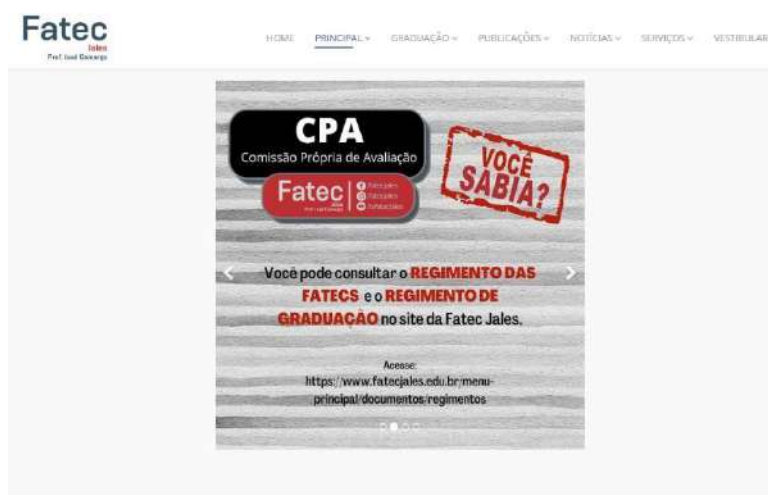 Fatec
Jales
Prof. José Camargo
HOME PRINCIPAL GRADUAÇÃO PUBLICAÇÕES NOTÍCIAS SERVIÇOS VESTIBULAR
CPA
Comissão Própria de Avaliação
VOCÊ
SABIA?
Fatec
Você pode consultar o REGIMENTO DAS
FATECS e o REGIMENTO DE
GRADUAÇÃO no site da Fatec Jales.
Acesse:
https://www.fatecjales.edu.br/menu-
principal/documentos/regimentos